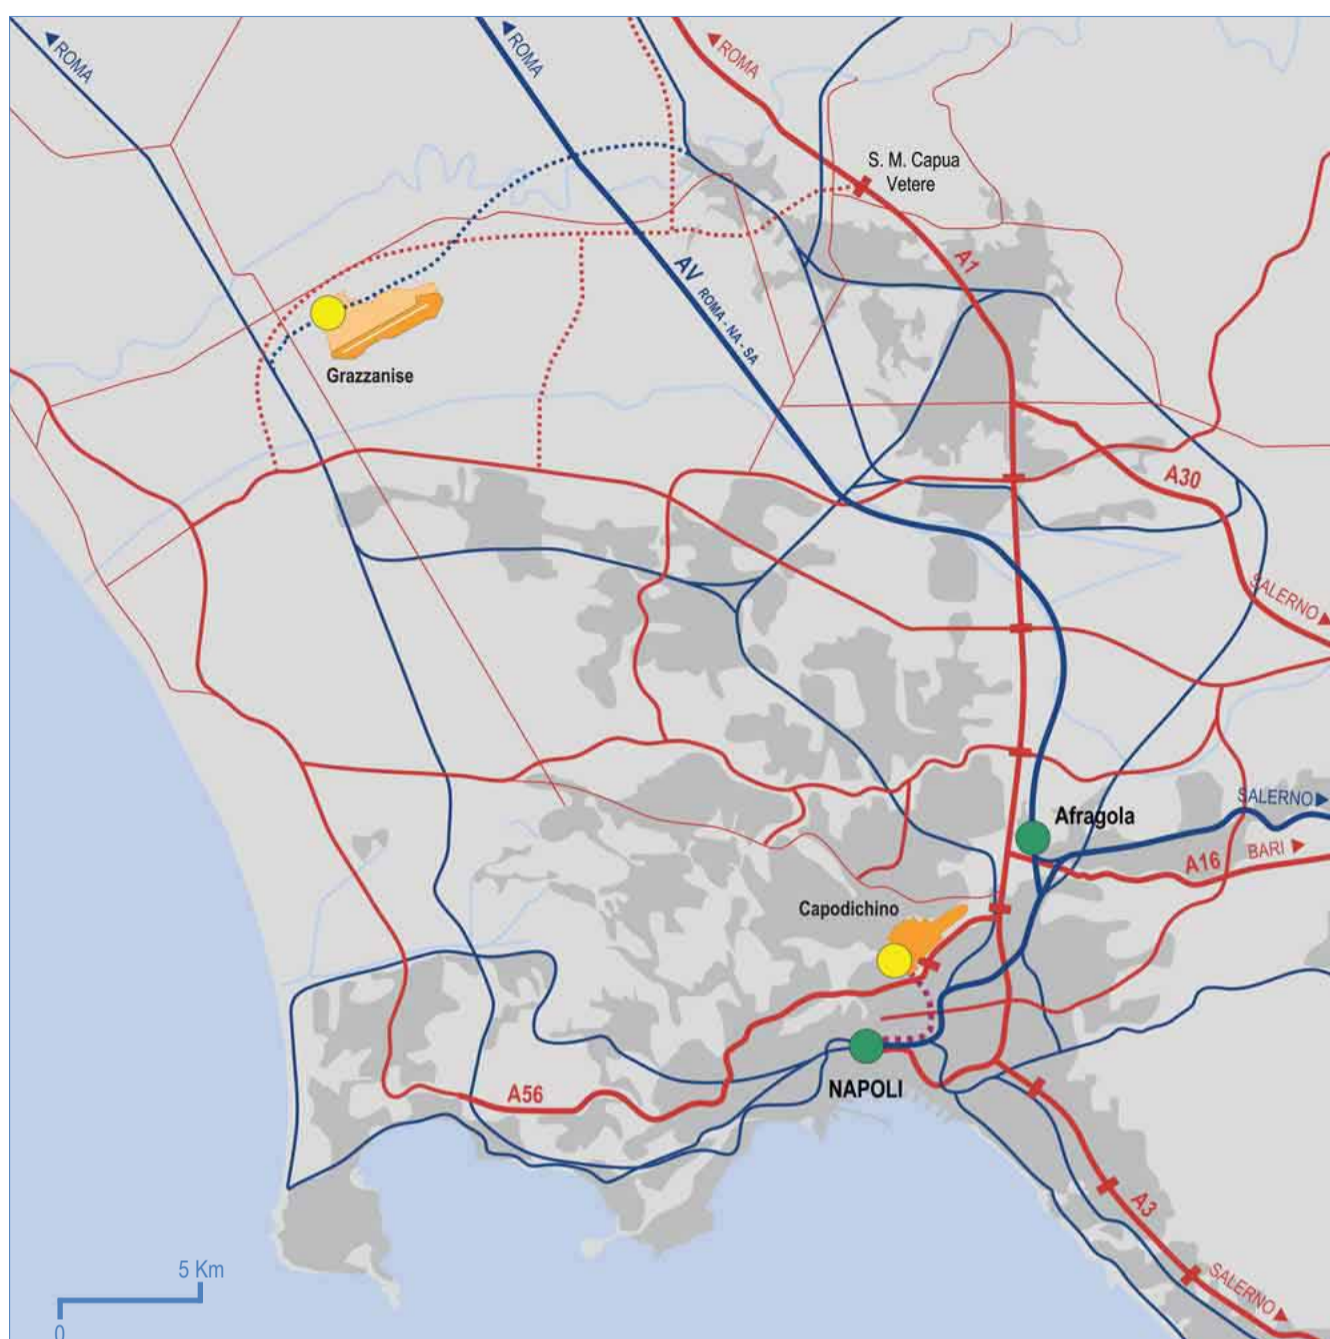 ◀ROMA
◀ROMA
◀ROMA
S. M. Capua
Vetere
A1
AV ROMA - NA - SA
Grazzanise
A30
SALERNO▶
Afragola
SALERNO▶
A16
BARI ▶
Capodichino
NAPOLI
A56
A3
SALERNO▶
5 Km
0